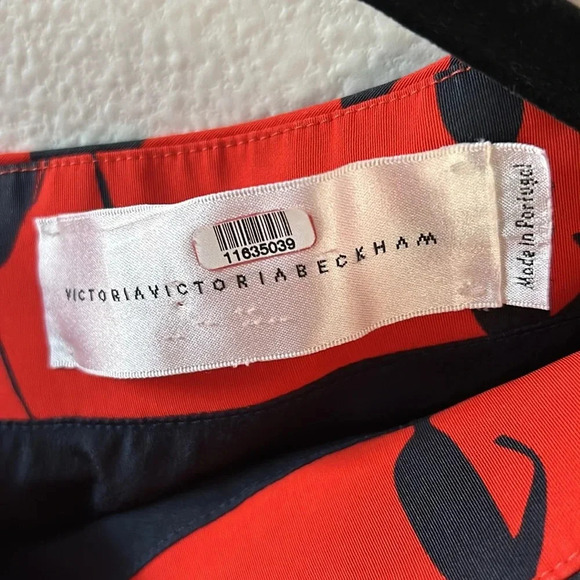 11635039
VICTORIAVICTORIABECKHAM
Made in Portugal